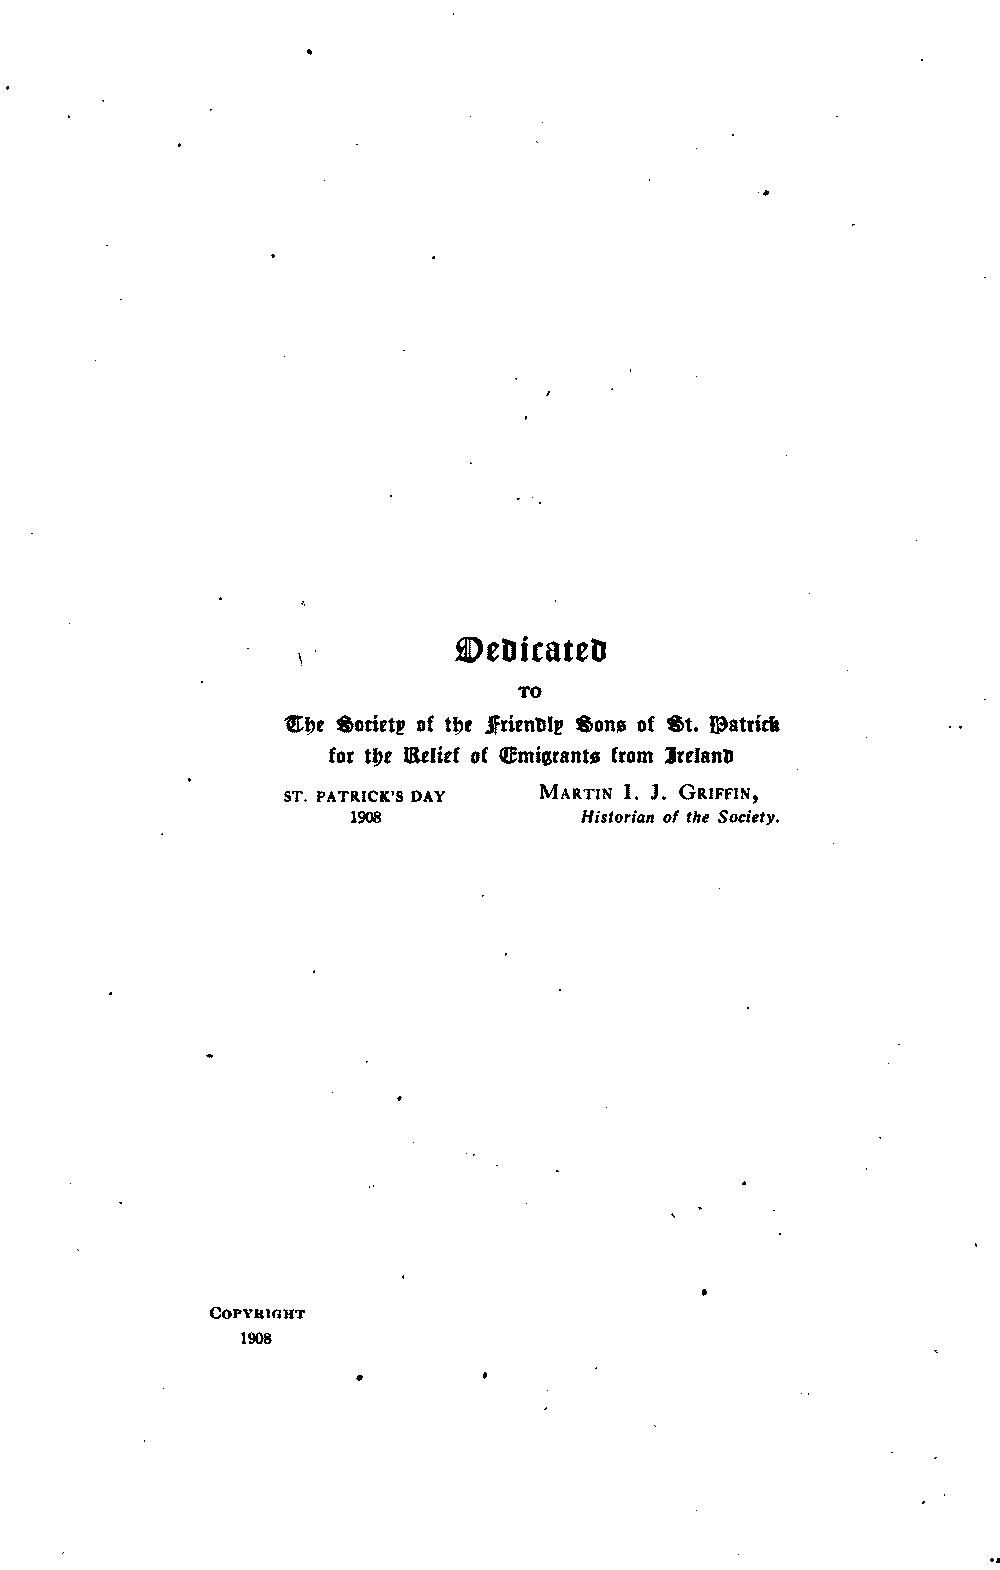 Dedicated
TO
The Society of the Friendly Sons of St. Patrick
for the Relief of Emigrants from Ireland
ST. PATRICK'S DAY MARTIN I. J. GRIFFIN,
1908 Historian of the Society.
COPYRIGHT
1908